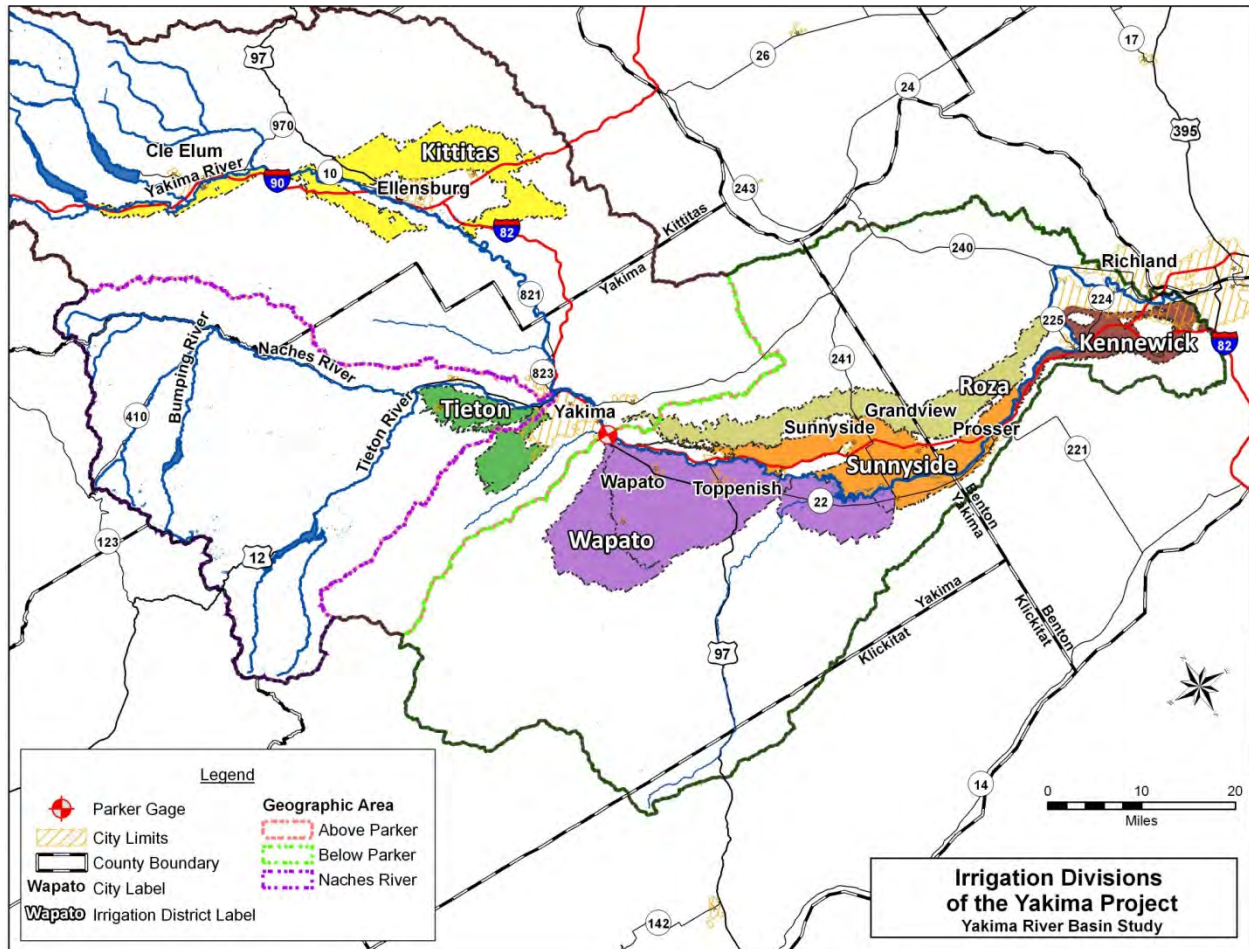 97
26
17
24
970
395
Cle Elum
Kittitas
Yakima River
10
90
Ellensburg
243
82
Kittitas
Yakima
240
Richland
821
224
225
Kennewick
82
Bumping River
Naches River
823
241
Roza
410
Tieton
Yakima
Grandview
Tieton River
Sunnyside
Prosser
221
Sunnyside
Wapato
Toppenish
22
Benton
Yakima
Wapato
123
12
Yakima
Klickitat
Benton
Klickitat
97
14
142
Legend
Parker Gage
City Limits
County Boundary
Wapato City Label
Wapato Irrigation District Label
Geographic Area
Above Parker
Below Parker
Naches River
0 10 20
Miles
Irrigation Divisions
of the Yakima Project
Yakima River Basin Study